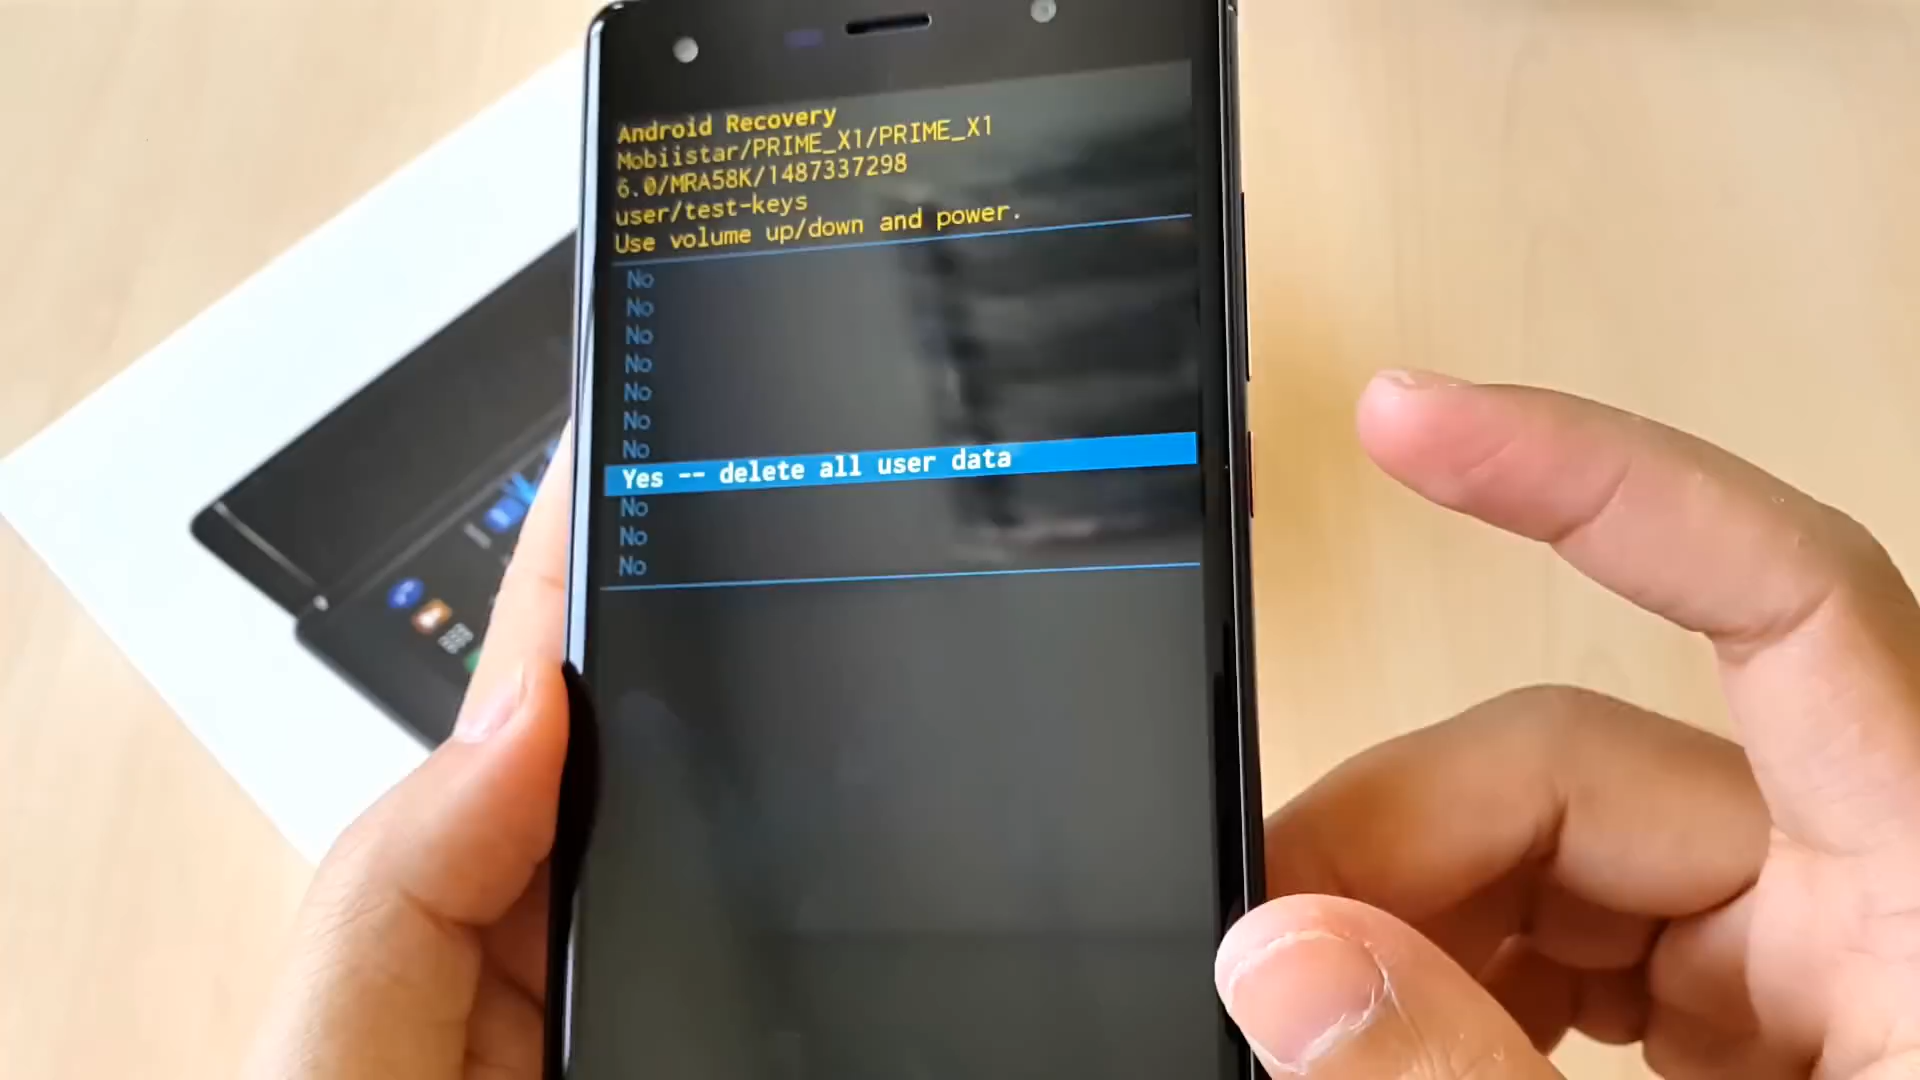 Android Recovery
Mobiistar/PRIME_X1/PRIME_X1
6.0/MRA58K/1487337298
user/test-keys
Use volume up/down and power.
No
No
No
No
No
No
No
Yes -- delete all user data
No
No
No